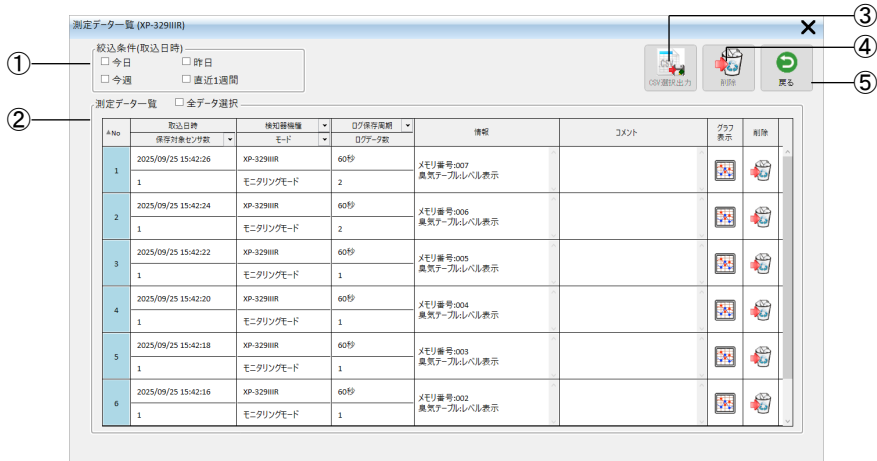 測定データ一覧 (XP-329IIIR)
③
絞込条件(取込日時)
① 今日 昨日
今週 直近1週間
CSV
CSV選択出力
④
削除
戻る
⑤
測定データ一覧 全データ選択
②
▲No 取込日時 検知器機種 ログ保存周期 情報 コメント グラフ表示 削除
保存対象センサ数 モード ログデータ数
1 2025/09/25 15:42:26 XP-329IIIR 60秒 メモリ番号:007
臭気テーブル:レベル表示
1 モニタリングモード 2
2 2025/09/25 15:42:24 XP-329IIIR 60秒 メモリ番号:006
臭気テーブル:レベル表示
1 モニタリングモード 2
3 2025/09/25 15:42:22 XP-329IIIR 60秒 メモリ番号:005
臭気テーブル:レベル表示
1 モニタリングモード 1
4 2025/09/25 15:42:20 XP-329IIIR 60秒 メモリ番号:004
臭気テーブル:レベル表示
1 モニタリングモード 1
5 2025/09/25 15:42:18 XP-329IIIR 60秒 メモリ番号:003
臭気テーブル:レベル表示
1 モニタリングモード 1
6 2025/09/25 15:42:16 XP-329IIIR 60秒 メモリ番号:002
臭気テーブル:レベル表示
1 モニタリングモード 1